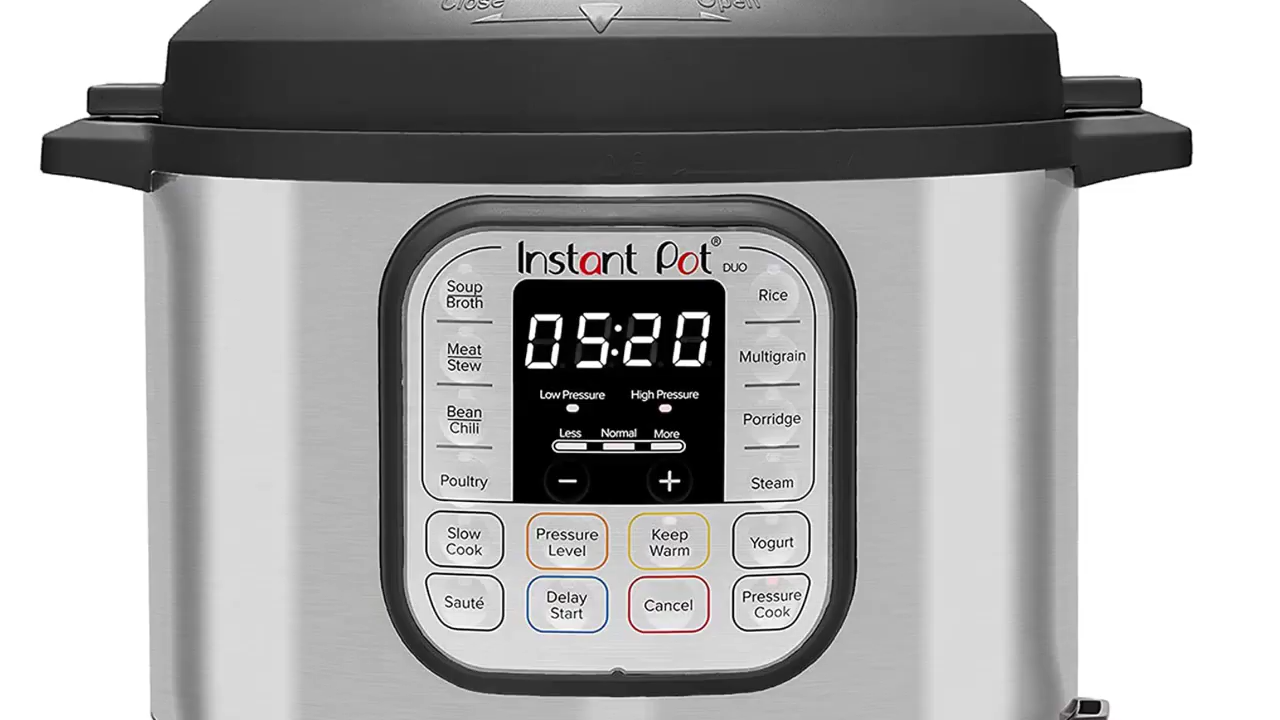 Close Open
Instant Pot® DUO
Soup
Broth
Meat
Stew
Bean
Chili
Poultry
05:20
Low Pressure High Pressure
Less Normal More
− +
Rice
Multigrain
Porridge
Steam
Slow
Cook
Pressure
Level
Keep
Warm
Yogurt
Sauté
Delay
Start
Cancel
Pressure
Cook